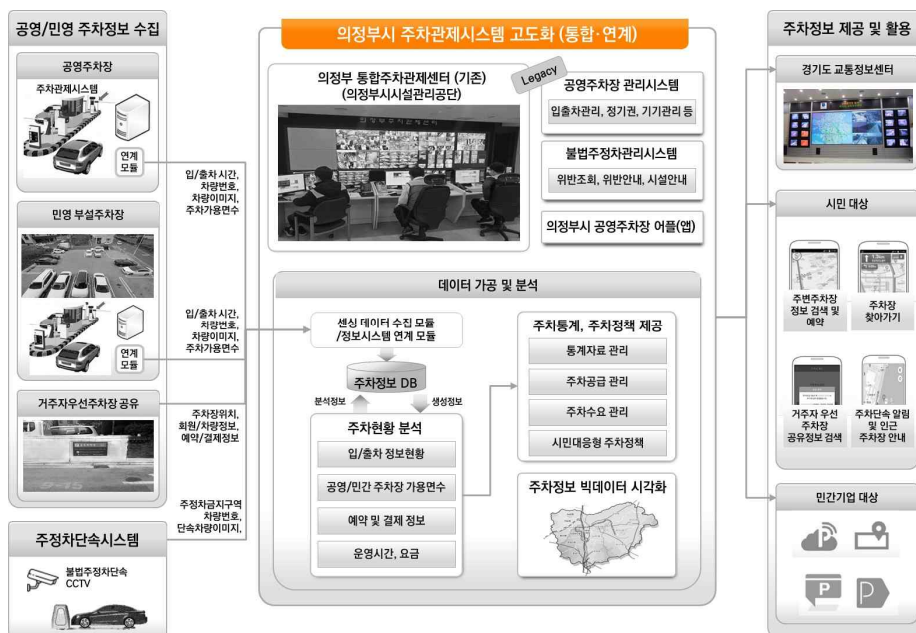 공영/민영 주차정보 수집
공영주차장
주차관제시스템
연계
모듈
입/출차 시간,
차량번호,
차량이미지,
주차가용면수
민영 부설주차장
연계
모듈
입/출차 시간,
차량번호,
차량이미지,
주차가용면수
거주자우선주차장 공유
주차장위치,
회원/차량정보,
예약/결제정보
주정차단속시스템
불법주정차단속
CCTV
주정차금지구역
차량번호,
단속차량이미지,
의정부시 주차관제시스템 고도화 (통합·연계)
의정부 통합주차관제센터 (기존)
(의정부시시설관리공단)
Legacy
공영주차장 관리시스템
입출차관리, 정기권, 기기관리 등
불법주정차관리시스템
위반조회, 위반안내, 시설안내
의정부시 공영주차장 어플(앱)
데이터 가공 및 분석
센싱 데이터 수집 모듈
/정보시스템 연계 모듈
주차정보 DB
분석정보
생성정보
주차현황 분석
입/출차 정보현황
공영/민간 주차장 가용면수
예약 및 결제 정보
운영시간, 요금
주차통계, 주차정책 제공
통계자료 관리
주차공급 관리
주차수요 관리
시민대응형 주차정책
주차정보 빅데이터 시각화
주차정보 제공 및 활용
경기도 교통정보센터
시민 대상
주변주차장
정보 검색 및
예약
주차장
찾아가기
거주자 우선
주차장
공유정보 검색
주차단속 알림
및 인근
주차장 안내
민간기업 대상
P
P